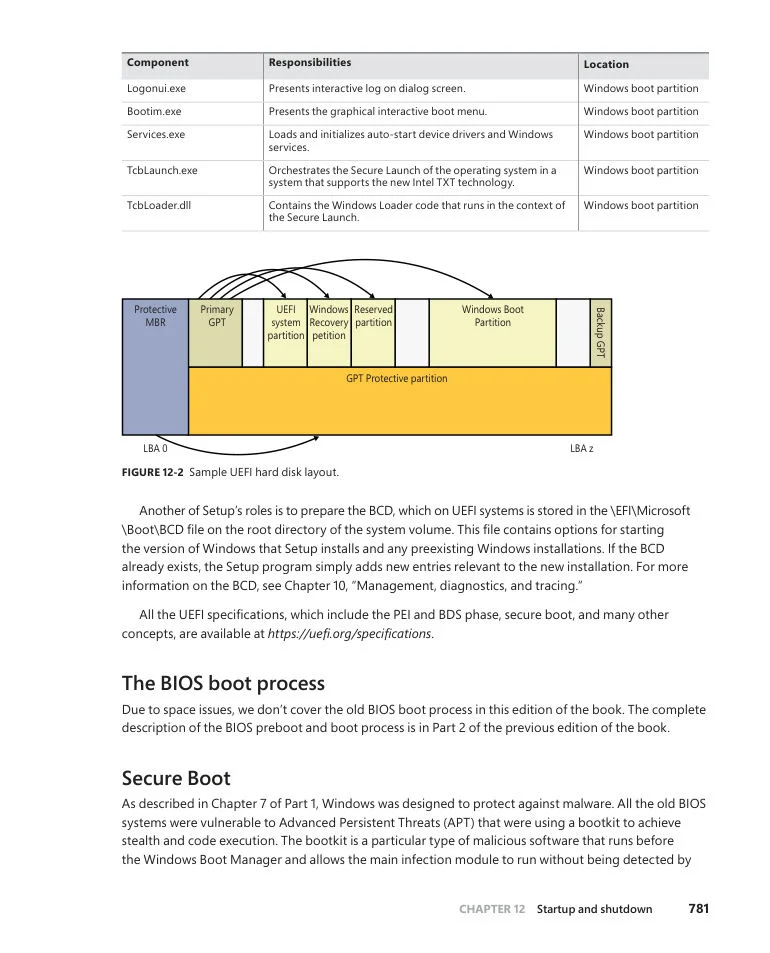 Component Responsibilities Location
Logonui.exe Presents interactive log on dialog screen. Windows boot partition
Bootim.exe Presents the graphical interactive boot menu. Windows boot partition
Services.exe Loads and initializes auto-start device drivers and Windows Windows boot partition
services.
TcbLaunch.exe Orchestrates the Secure Launch of the operating system in a Windows boot partition
system that supports the new Intel TXT technology.
TcbLoader.dll Contains the Windows Loader code that runs in the context of Windows boot partition
the Secure Launch.
Protective
MBR
Primary
GPT
UEFI
system
partition
Windows
Recovery
petition
Reserved
partition
Windows Boot
Partition
Backup GPT
GPT Protective partition
LBA 0
LBA z
FIGURE 12-2 Sample UEFI hard disk layout.
Another of Setup’s roles is to prepare the BCD, which on UEFI systems is stored in the \EFI\Microsoft
\Boot\BCD file on the root directory of the system volume. This file contains options for starting
the version of Windows that Setup installs and any preexisting Windows installations. If the BCD
already exists, the Setup program simply adds new entries relevant to the new installation. For more
information on the BCD, see Chapter 10, “Management, diagnostics, and tracing.”
All the UEFI specifications, which include the PEI and BDS phase, secure boot, and many other
concepts, are available at https://uefi.org/specifications.
The BIOS boot process
Due to space issues, we don’t cover the old BIOS boot process in this edition of the book. The complete
description of the BIOS preboot and boot process is in Part 2 of the previous edition of the book.
Secure Boot
As described in Chapter 7 of Part 1, Windows was designed to protect against malware. All the old BIOS
systems were vulnerable to Advanced Persistent Threats (APT) that were using a bootkit to achieve
stealth and code execution. The bootkit is a particular type of malicious software that runs before
the Windows Boot Manager and allows the main infection module to run without being detected by
CHAPTER 12 Startup and shutdown 781